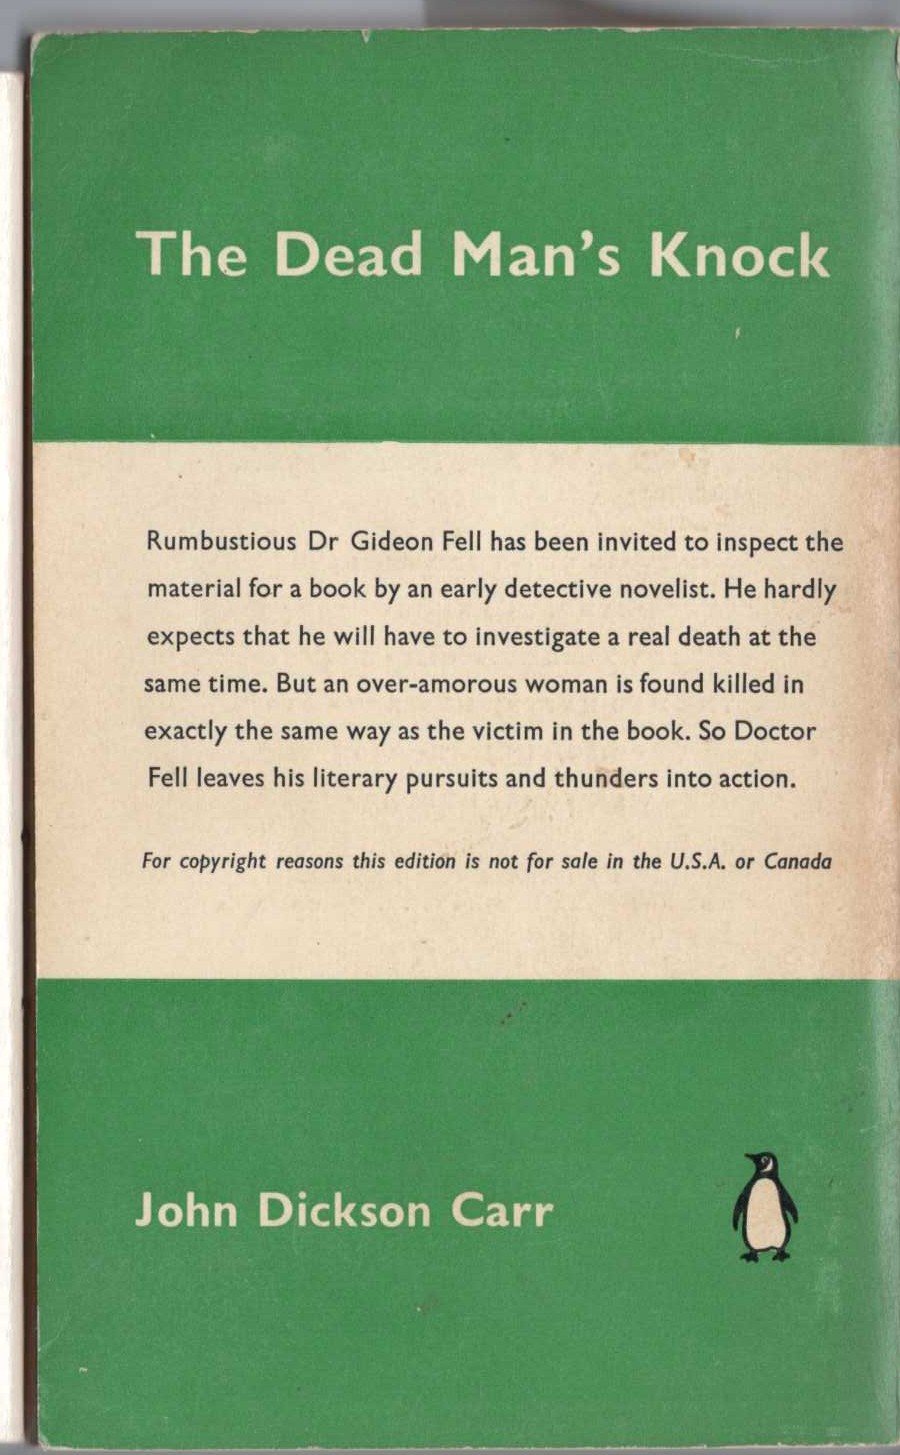 The Dead Man's Knock
Rumbustious Dr Gideon Fell has been invited to inspect the
material for a book by an early detective novelist. He hardly
expects that he will have to investigate a real death at the
same time. But an over-amorous woman is found killed in
exactly the same way as the victim in the book. So Doctor
Fell leaves his literary pursuits and thunders into action.
For copyright reasons this edition is not for sale in the U.S.A. or Canada
John Dickson Carr